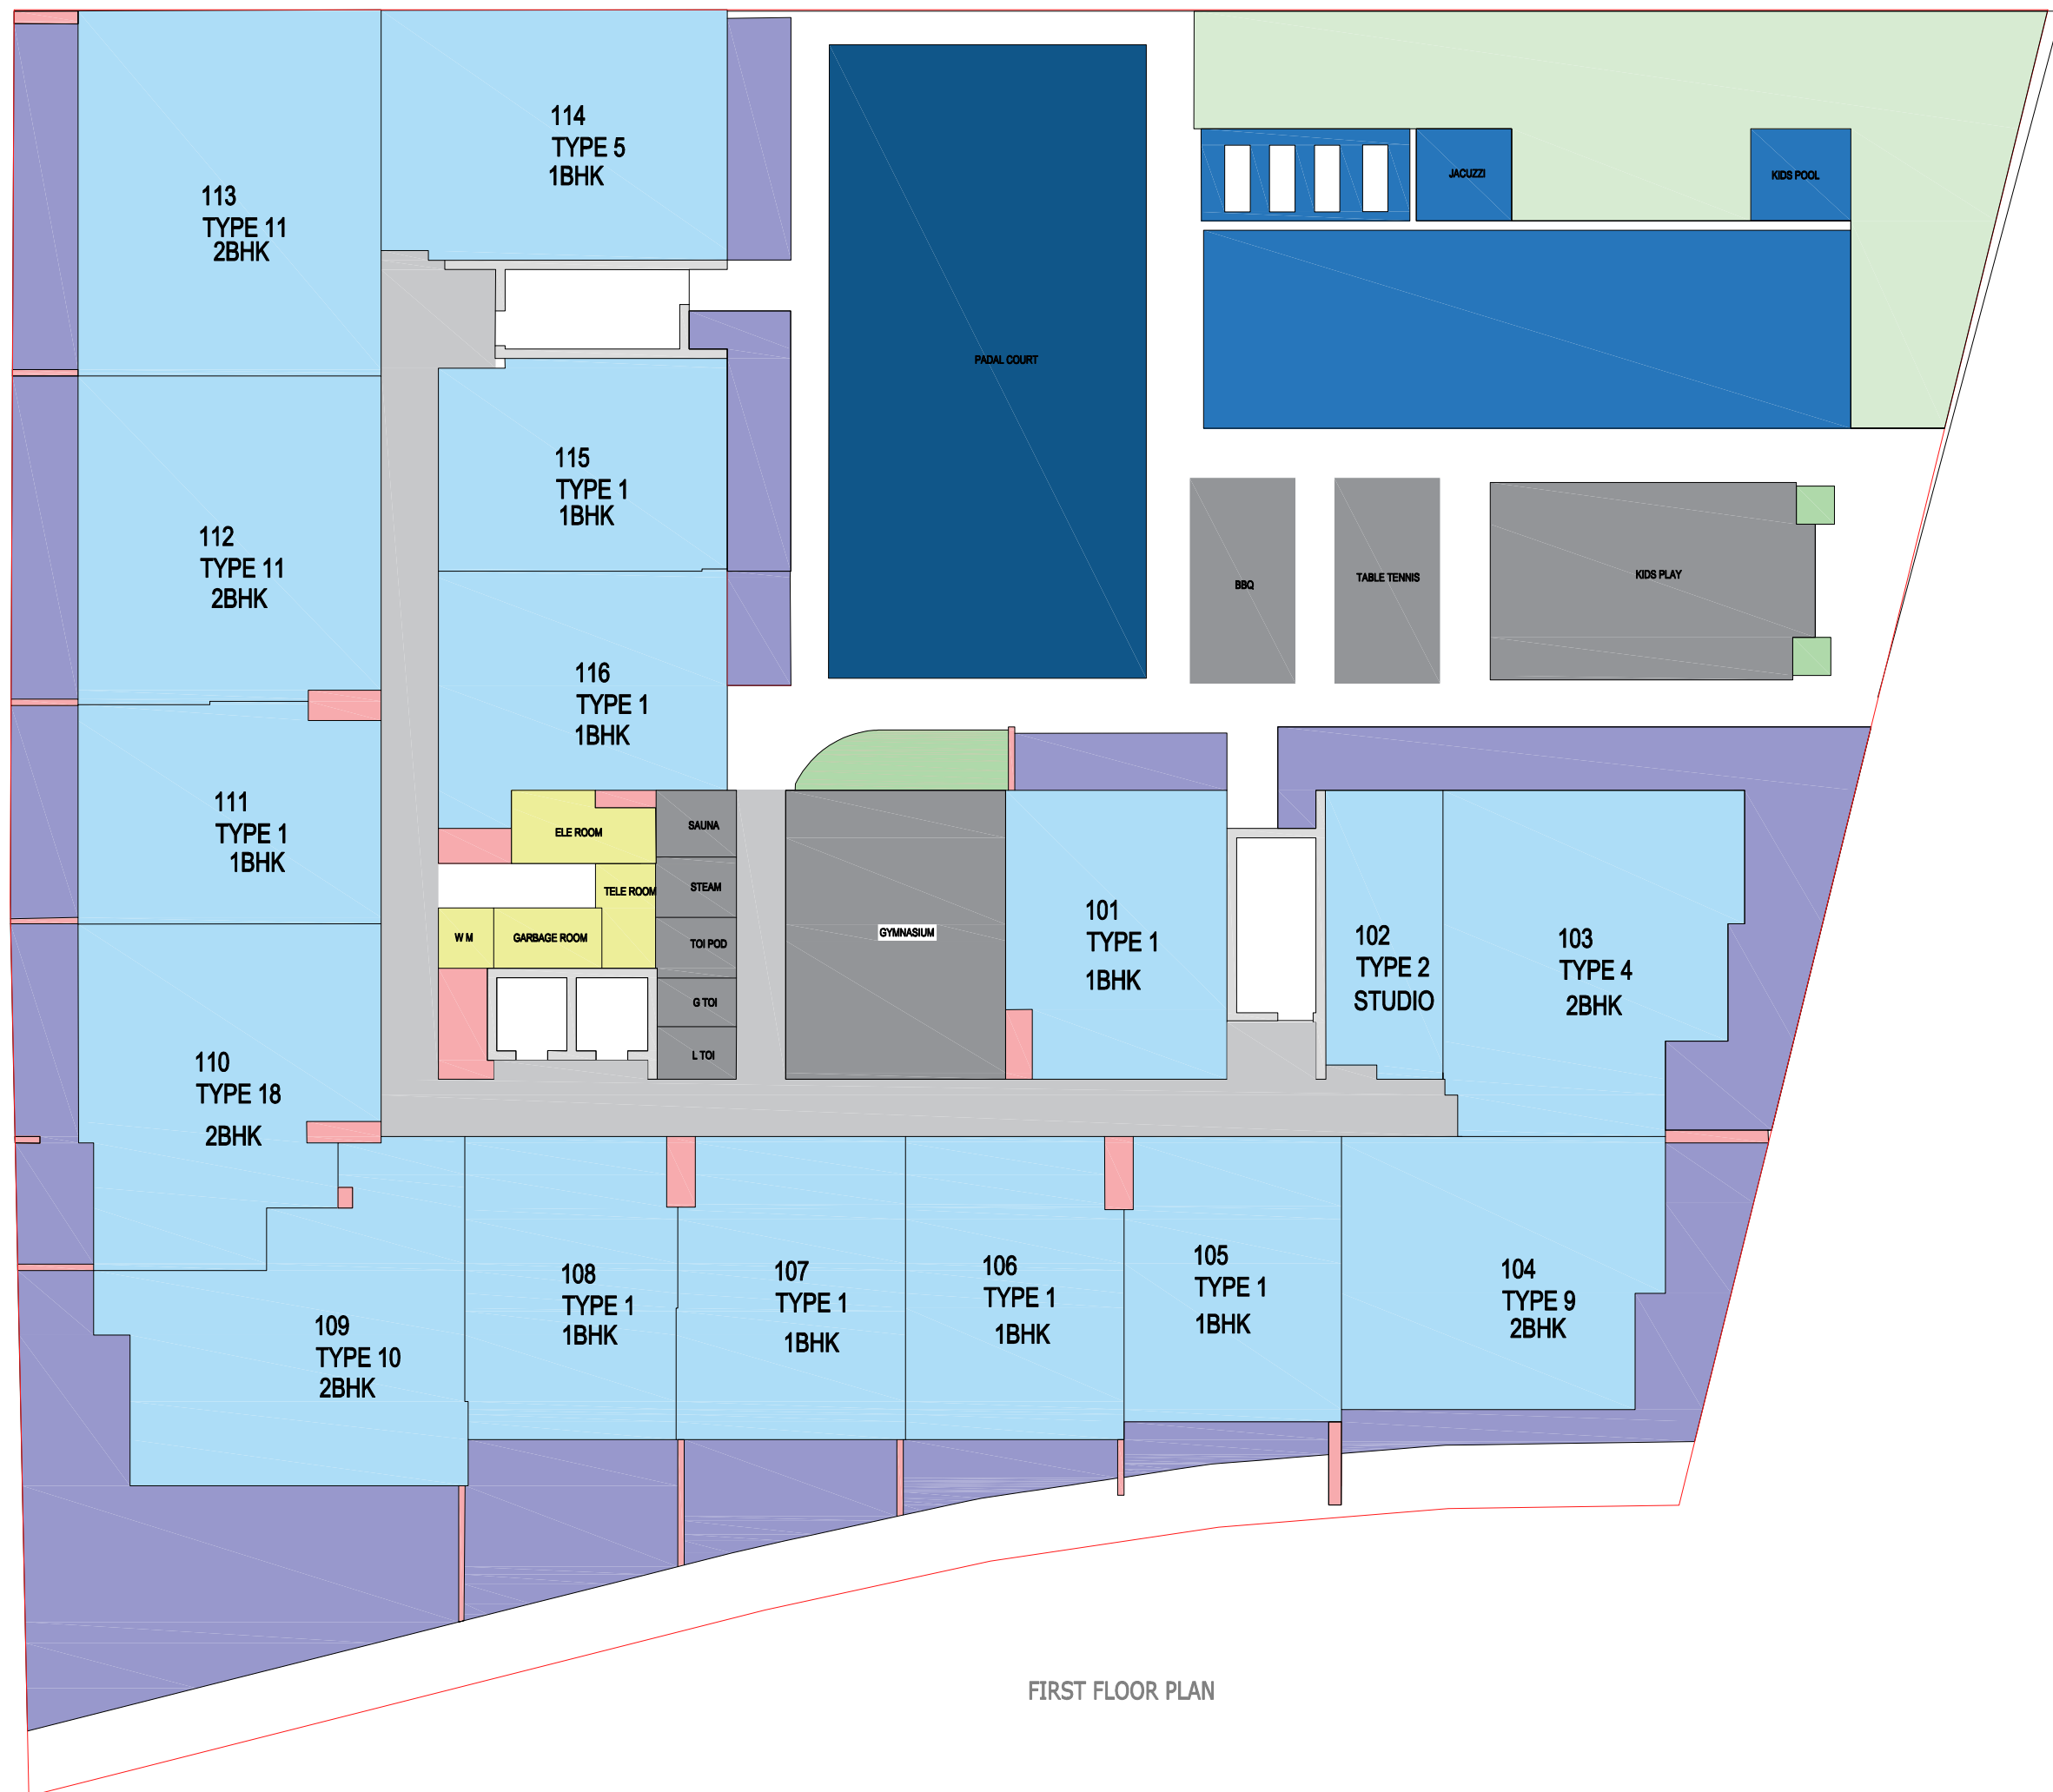 114
TYPE 5
1BHK
113
TYPE 11
2BHK
JACUZZI
KIDS POOL
PADAL COURT
115
TYPE 1
1BHK
112
TYPE 11
2BHK
BBQ
TABLE TENNIS
KIDS PLAY
116
TYPE 1
1BHK
111
TYPE 1
1BHK
ELE ROOM
SAUNA
TELE ROOM
STEAM
W M
GARBAGE ROOM
TOI POD
G TOI
L TOI
GYMNASIUM
101
TYPE 1
1BHK
102
TYPE 2
STUDIO
103
TYPE 4
2BHK
110
TYPE 18
2BHK
109
TYPE 10
2BHK
108
TYPE 1
1BHK
107
TYPE 1
1BHK
106
TYPE 1
1BHK
105
TYPE 1
1BHK
104
TYPE 9
2BHK
FIRST FLOOR PLAN